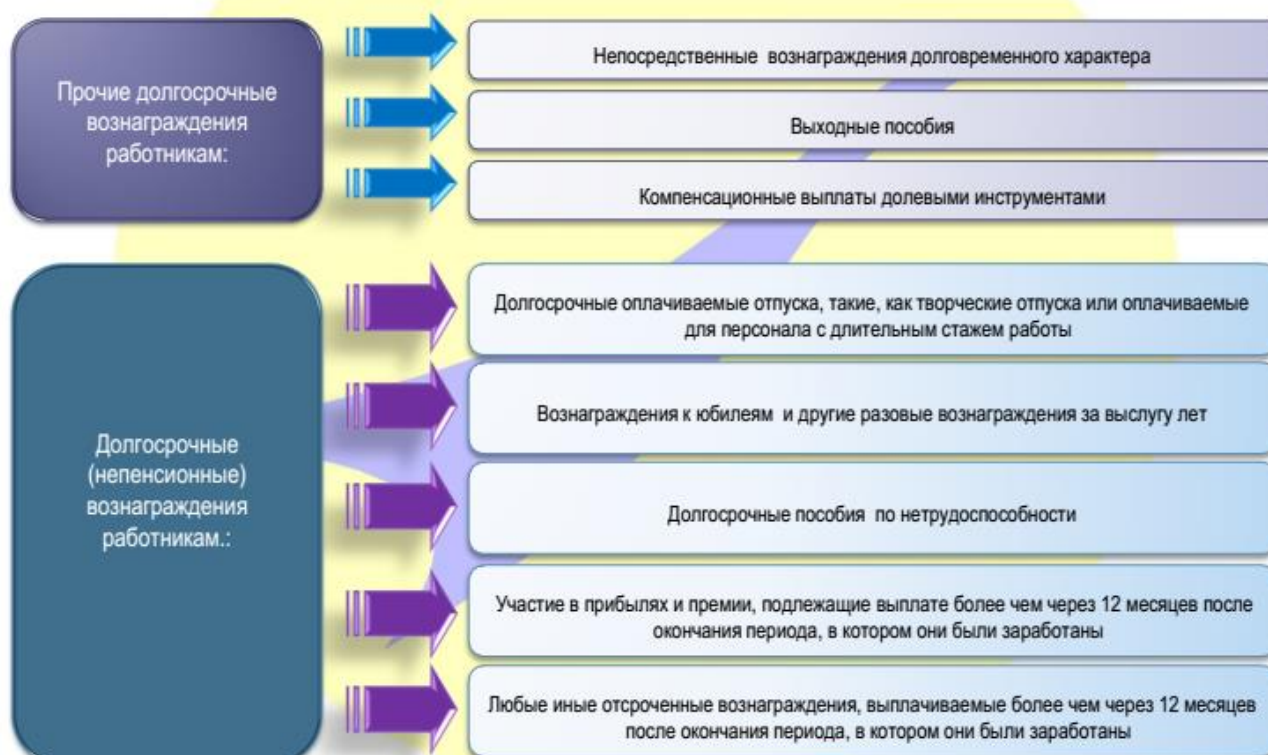 Прочие долгосрочные
вознаграждения
работникам:
Непосредственные вознаграждения долговременного характера
Выходные пособия
Компенсационные выплаты долевыми инструментами
Долгосрочные
(непенсионные)
вознаграждения
работникам.:
Долгосрочные оплачиваемые отпуска, такие, как творческие отпуска или оплачиваемые
для персонала с длительным стажем работы
Вознаграждения к юбилеям и другие разовые вознаграждения за выслугу лет
Долгосрочные пособия по нетрудоспособности
Участие в прибылях и премии, подлежащие выплате более чем через 12 месяцев после
окончания периода, в котором они были заработаны
Любые иные отсроченные вознаграждения, выплачиваемые более чем через 12 месяцев
после окончания периода, в котором они были заработаны